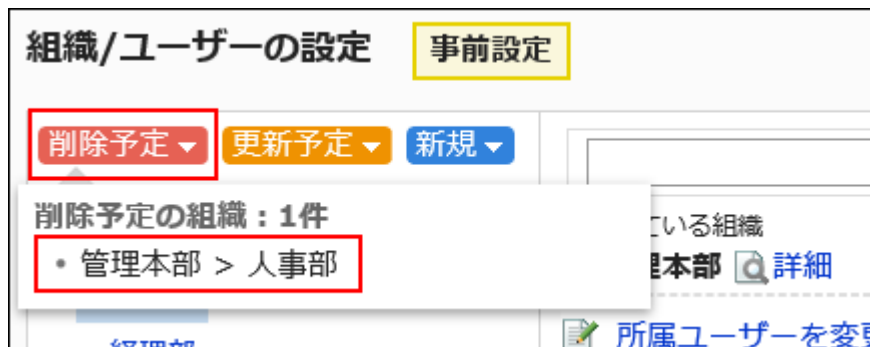 組織/ユーザーの設定 事前設定
削除予定 更新予定 新規
削除予定の組織：1件
• 管理本部 > 人事部
ている組織
本部 詳細
所属ユーザーを変